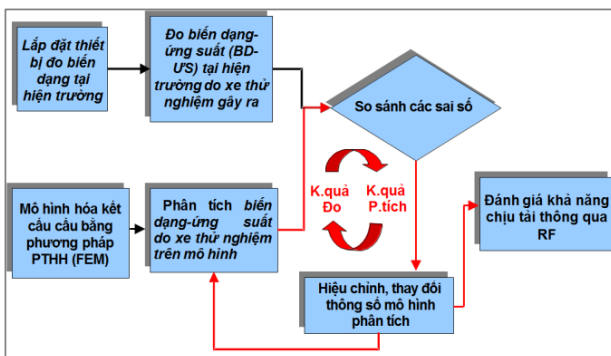 Lắp đặt thiết
bị đo biến
dạng tại
hiện trường
Đo biến dạng-
ứng suất (BD-
ƯS) tại hiện
trường do xe thử
nghiệm gây ra
So sánh các sai số
K.quả
Đo
K.quả
P.tích
Đánh giá khả năng
chịu tải thông qua
RF
Mô hình hóa kết
cấu cầu bằng
phương pháp
PTHH (FEM)
Phân tích biến
dạng-ứng suất
do xe thử nghiệm
trên mô hình
Hiệu chỉnh, thay đổi
thông số mô hình
phân tích